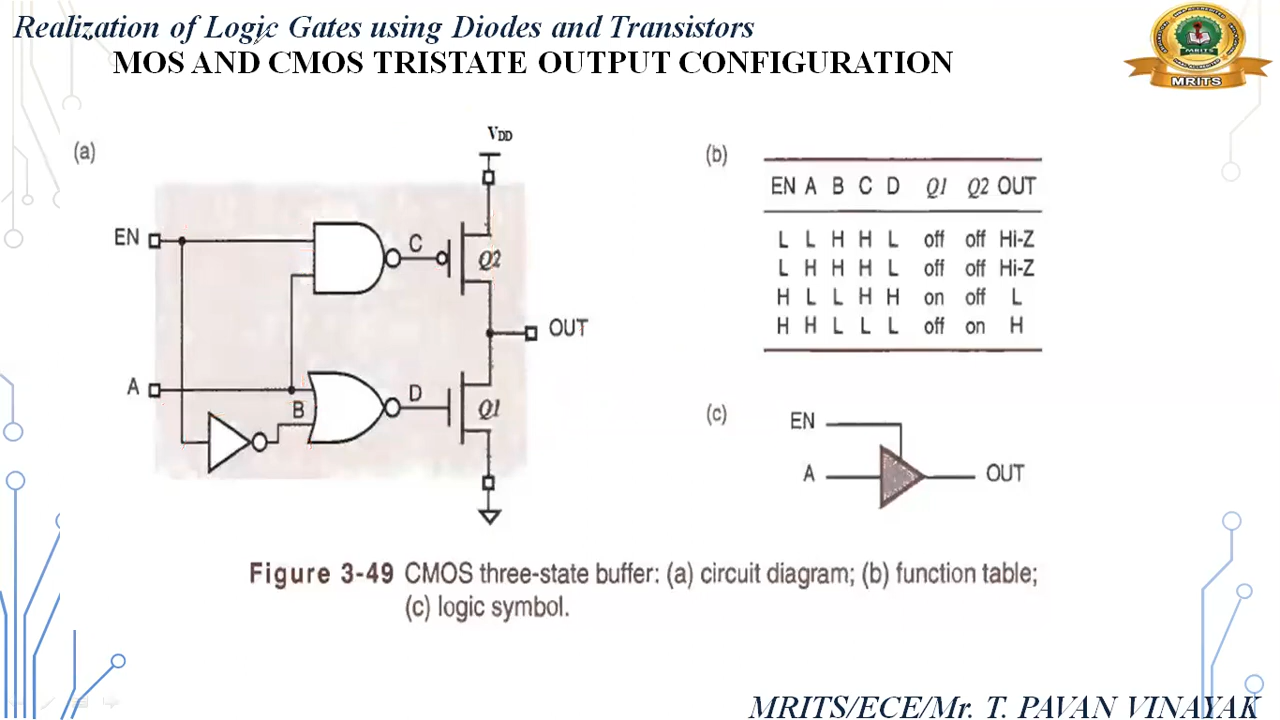 Realization of Logic Gates using Diodes and Transistors
MOS AND CMOS TRISTATE OUTPUT CONFIGURATION
MRITS
(a)
VDD
EN
C
Q2
OUT
A
B
D
Q1
(b)
EN A B C D Q1 Q2 OUT
L L H H L off off Hi-Z
L H H H L off off Hi-Z
H L L H H on off L
H H L L L off on H
(c)
EN
A
OUT
Figure 3-49 CMOS three-state buffer: (a) circuit diagram; (b) function table;
(c) logic symbol.
MRITS/ECE/Mr. T. PAVAN VINAYAK